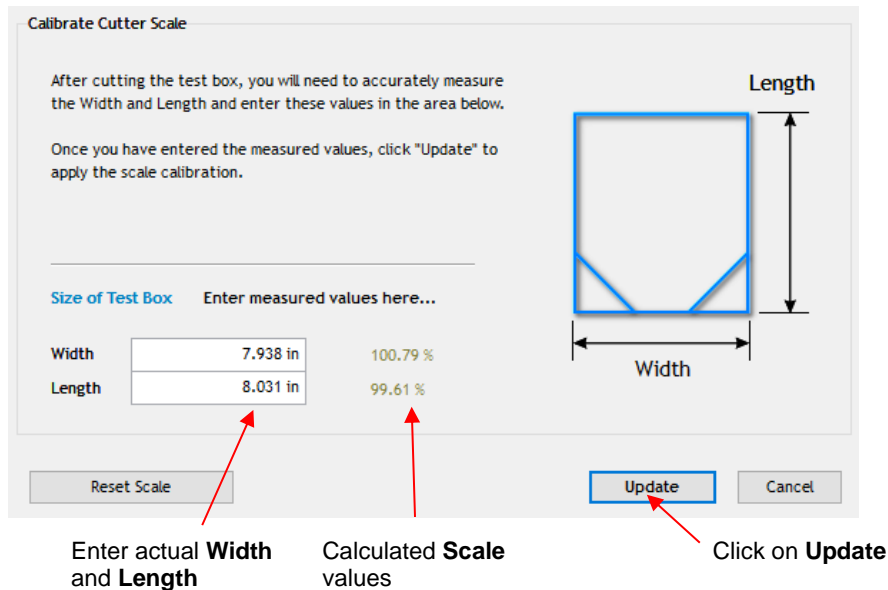 Calibrate Cutter Scale
After cutting the test box, you will need to accurately measure
the Width and Length and enter these values in the area below.
Once you have entered the measured values, click "Update" to
apply the scale calibration.
Length
Size of Test Box Enter measured values here...
Width 7.938 in 100.79 %
Length 8.031 in 99.61 %
Width
Reset Scale
Update
Cancel
Enter actual Width
and Length
Calculated Scale
values
Click on Update